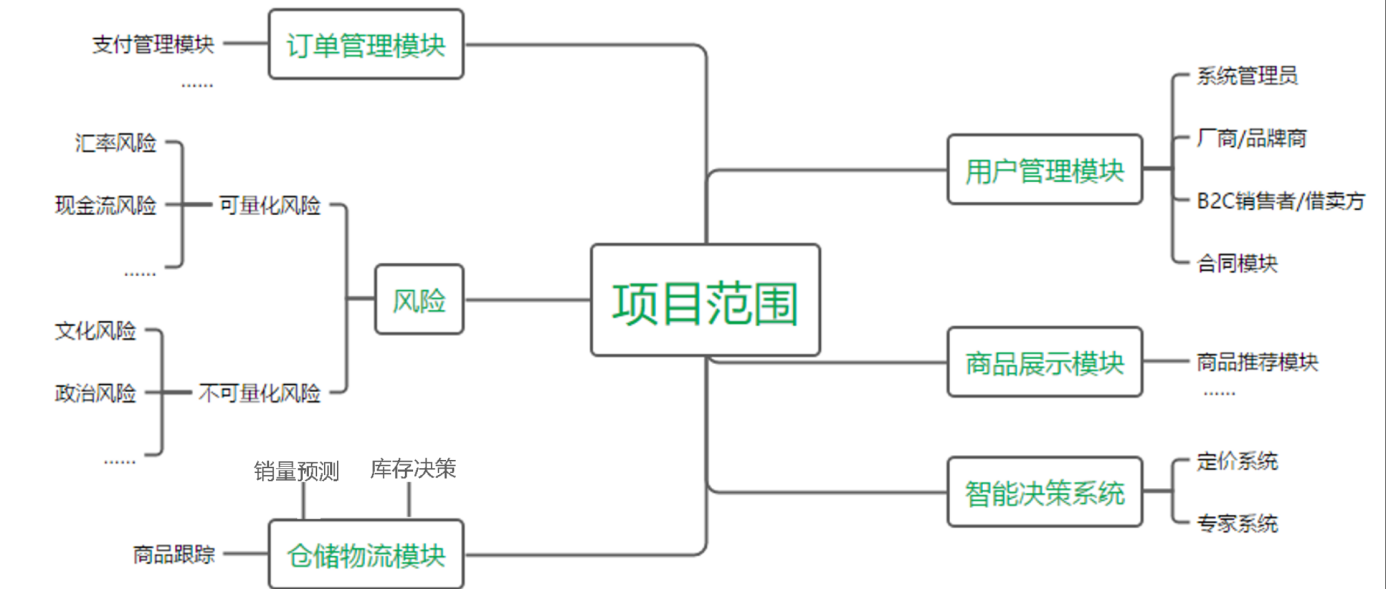 订单管理模块
支付管理模块
……
风险
可量化风险
汇率风险
现金流风险
……
不可量化风险
文化风险
政治风险
……
仓储物流模块
销量预测
库存决策
商品跟踪
项目范围
用户管理模块
系统管理员
厂商/品牌商
B2C销售者/借卖方
合同模块
商品展示模块
商品推荐模块
……
智能决策系统
定价系统
专家系统